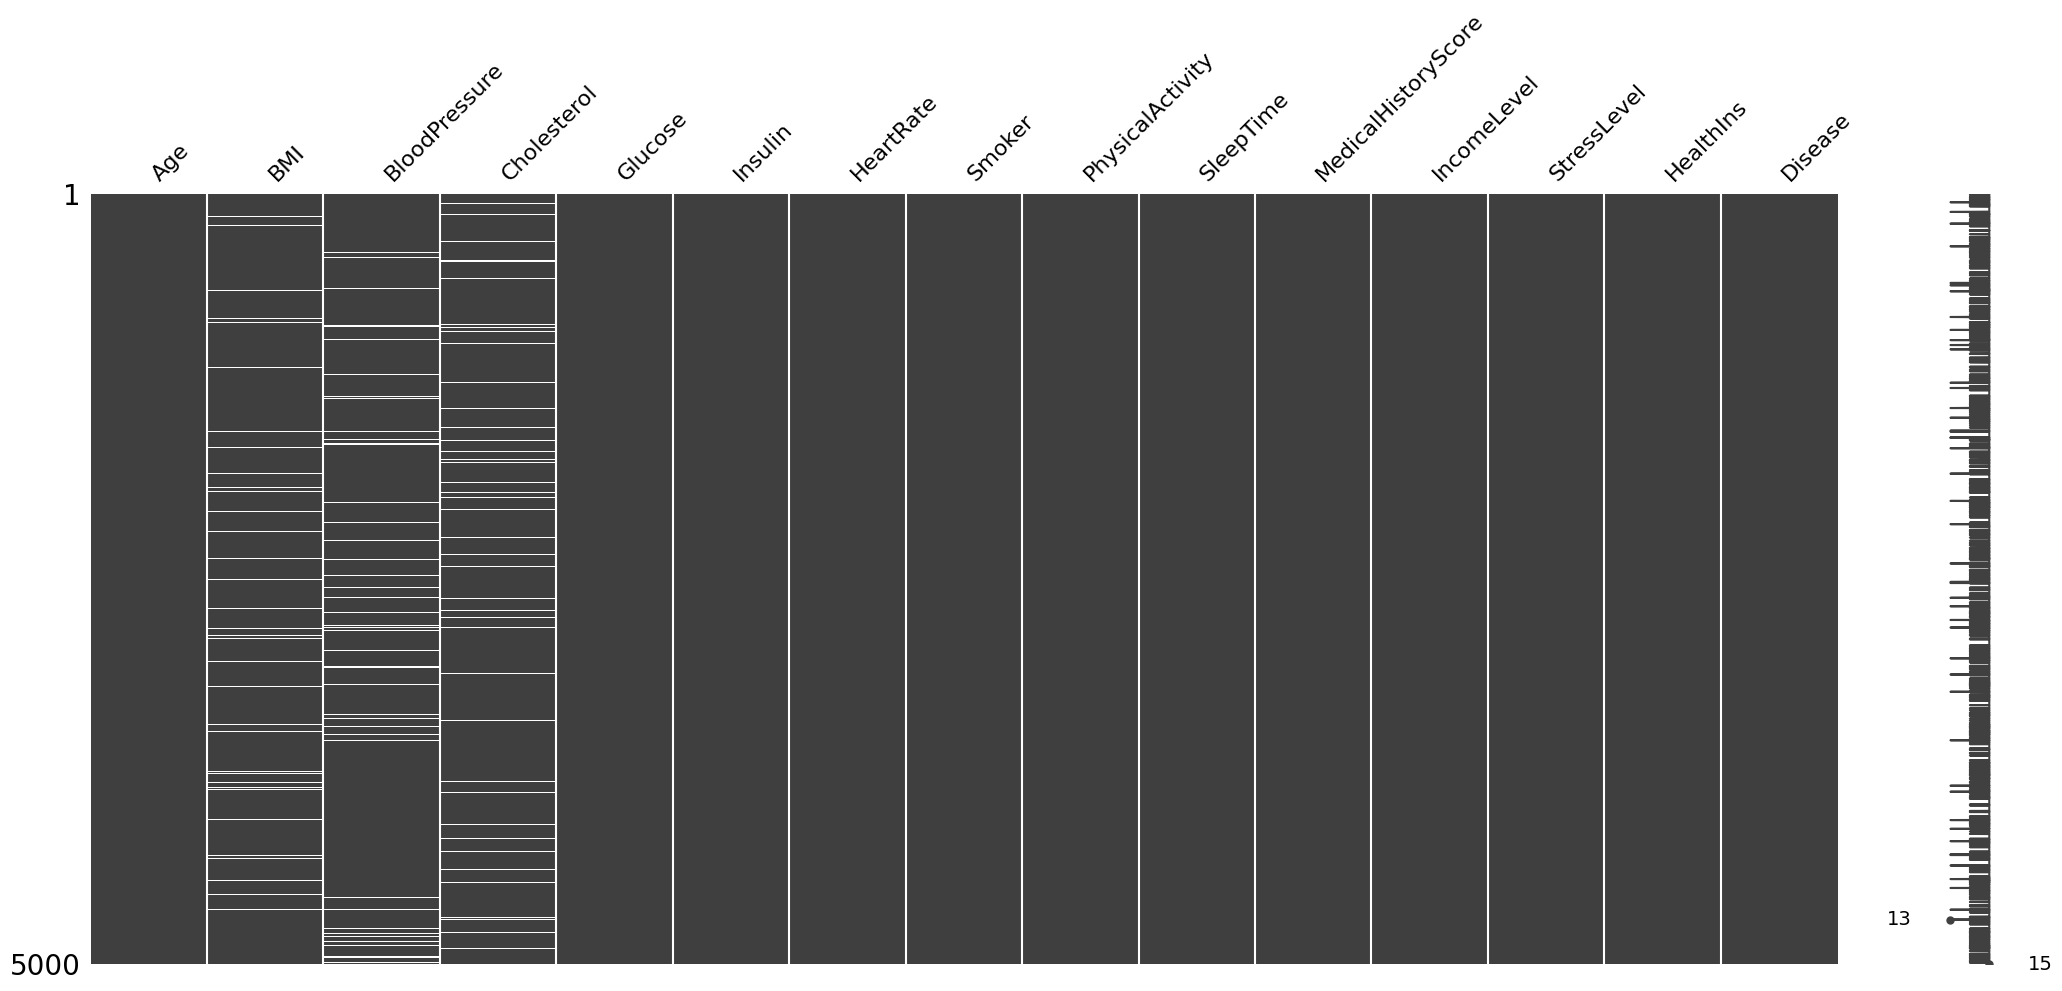 Age
BMI
BloodPressure
Cholesterol
Glucose
Insulin
HeartRate
Smoker
PhysicalActivity
SleepTime
MedicalHistoryScore
IncomeLevel
StressLevel
HealthIns
Disease
1
13
5000
15